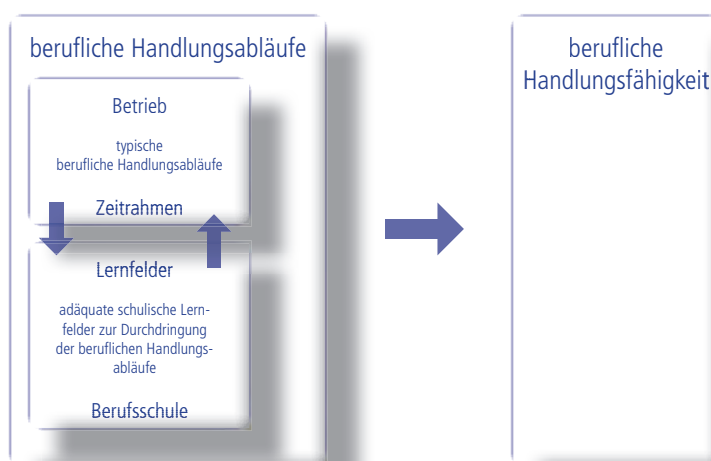 berufliche Handlungsabläufe
Betrieb
typische
berufliche Handlungsabläufe
Zeitrahmen
Lernfelder
adäquate schulische Lern-
felder zur Durchdringung
der beruflichen Handlungs-
abläufe
Berufsschule
berufliche
Handlungsfähigkeit